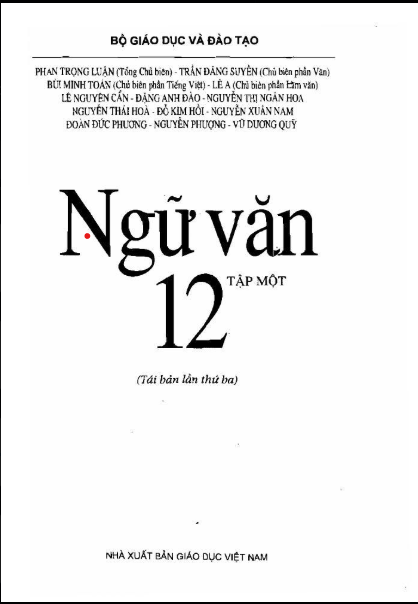 BỘ GIÁO DỤC VÀ ĐÀO TẠO
PHAN TRỌNG LUẬN (Tổng Chủ biên) - TRẦN ĐĂNG SUYỀN (Chủ biên phần Văn)
BÙI MINH TOÁN (Chủ biên phần Tiếng Việt) - LÊ A (Chủ biên phần Làm văn)
LÊ NGUYÊN CẨN - ĐẶNG ANH ĐÀO - NGUYỄN THỊ NGÂN HOA
NGUYỄN THÁI HOÀ - ĐỖ KIM HỒI - NGUYỄN XUÂN NAM
ĐOÀN ĐỨC PHƯƠNG - NGUYỄN PHƯỢNG - VŨ DƯƠNG QUỸ
Ngữ văn
12 TẬP MỘT
(Tái bản lần thứ ba)
NHÀ XUẤT BẢN GIÁO DỤC VIỆT NAM